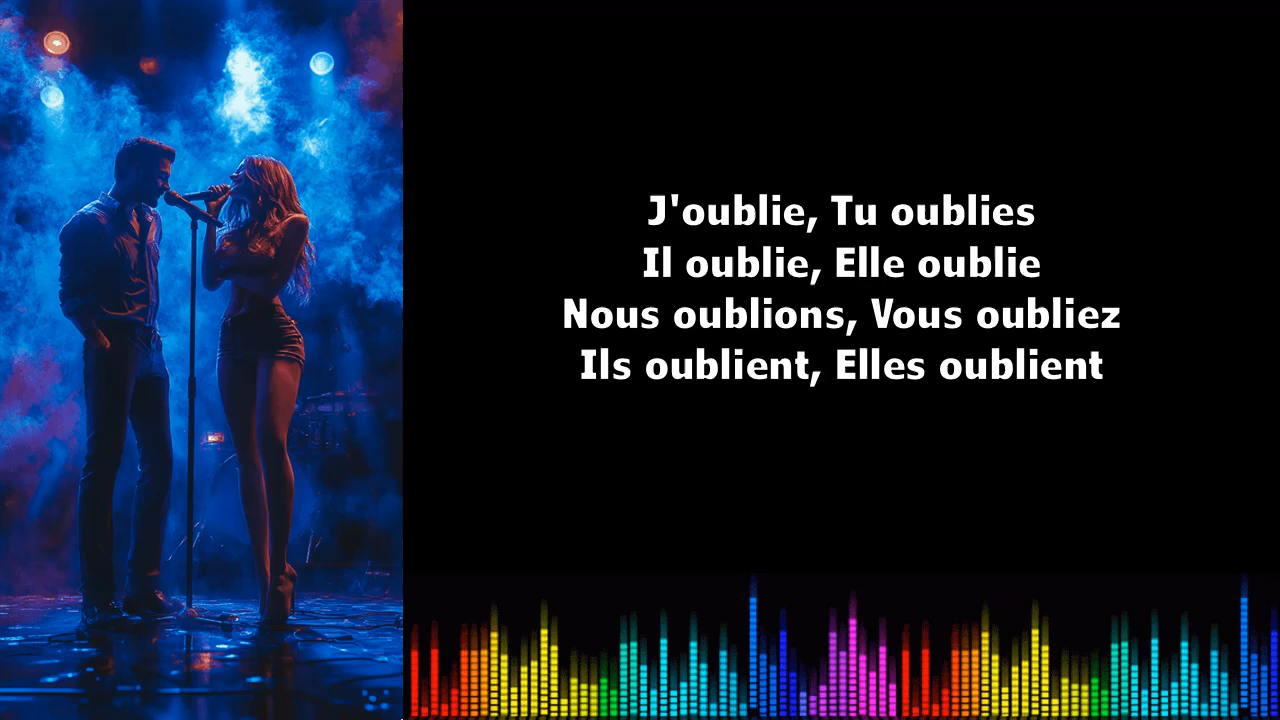 J'oublie, Tu oublies
Il oublie, Elle oublie
Nous oublions, Vous oubliez
Ils oublient, Elles oublient